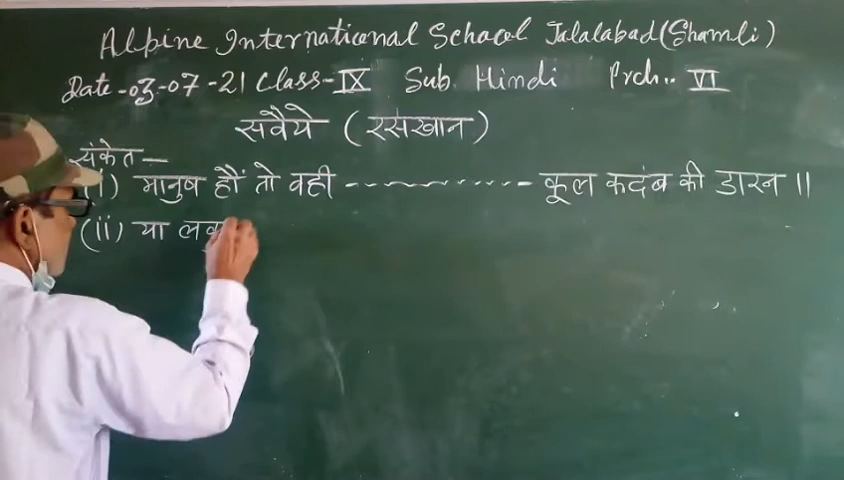 Alpine International School Jalalabad (Shamli)
Date -03-07-21 Class-IX Sub Hindi Prch.. VI
सवैये (रसखान)
संकेत —
(i) मानुष हौं तो वही ---------- कूल कदंब की डारन ॥
(ii) या लकु